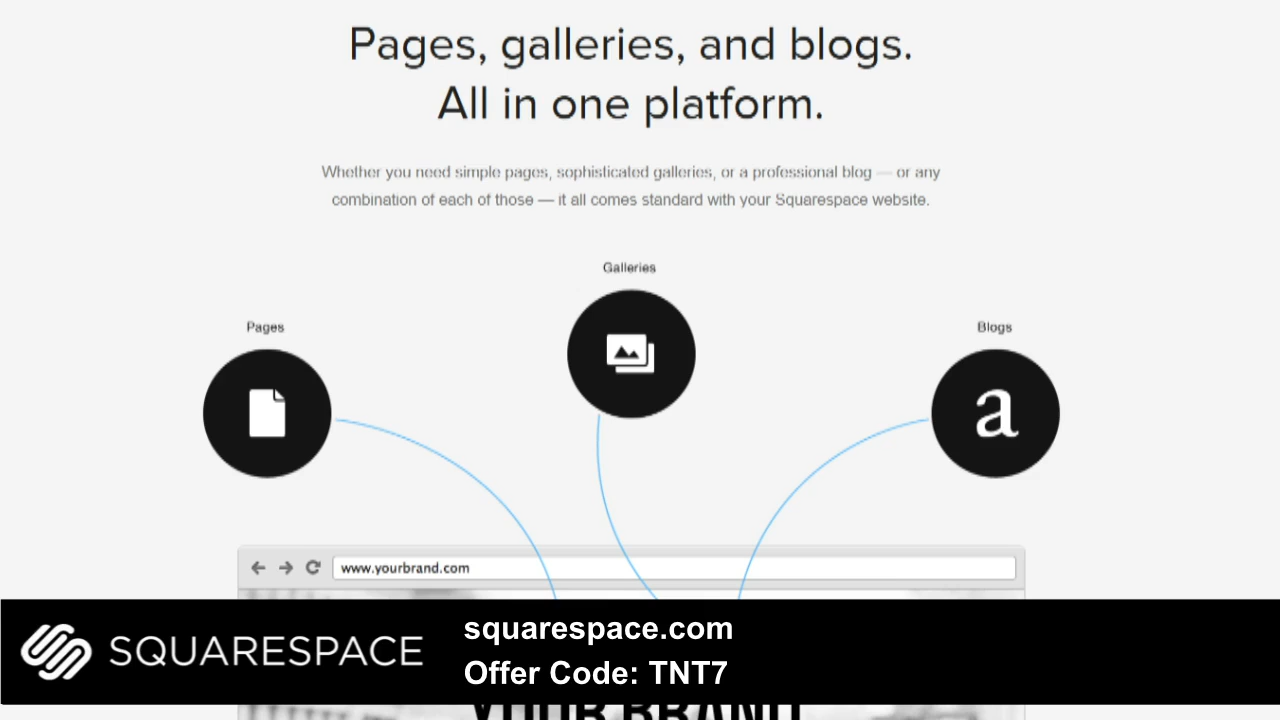 Pages, galleries, and blogs.
All in one platform.
Whether you need simple pages, sophisticated galleries, or a professional blog — or any
combination of each of those — it all comes standard with your Squarespace website.
Galleries
Pages
Blogs
a
www.yourbrand.com
SQUARESPACE
squarespace.com
Offer Code: TNT7
YOUR BRAND